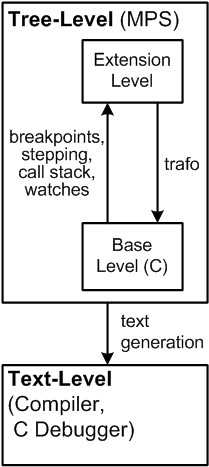 Tree-Level (MPS)
Extension
Level
breakpoints,
stepping,
call stack,
watches
trafo
Base
Level (C)
text
generation
Text-Level
(Compiler,
C Debugger)